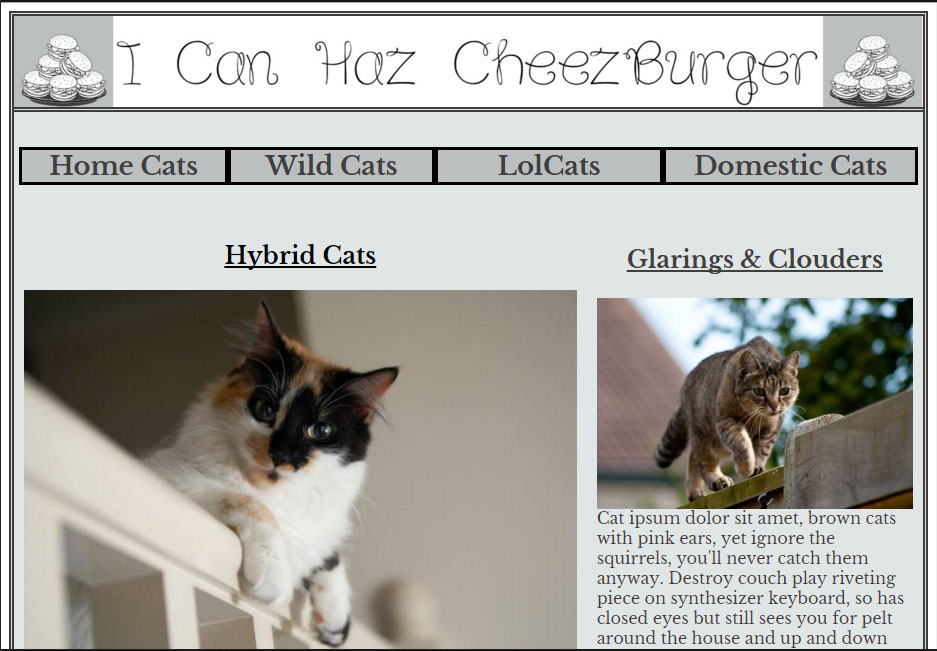 I Can Haz CheezBurger
Home Cats
Wild Cats
LolCats
Domestic Cats
Hybrid Cats
Glarings & Clouders
Cat ipsum dolor sit amet, brown cats
with pink ears, yet ignore the
squirrels, you'll never catch them
anyway. Destroy couch play riveting
piece on synthesizer keyboard, so has
closed eyes but still sees you for pelt
around the house and up and down